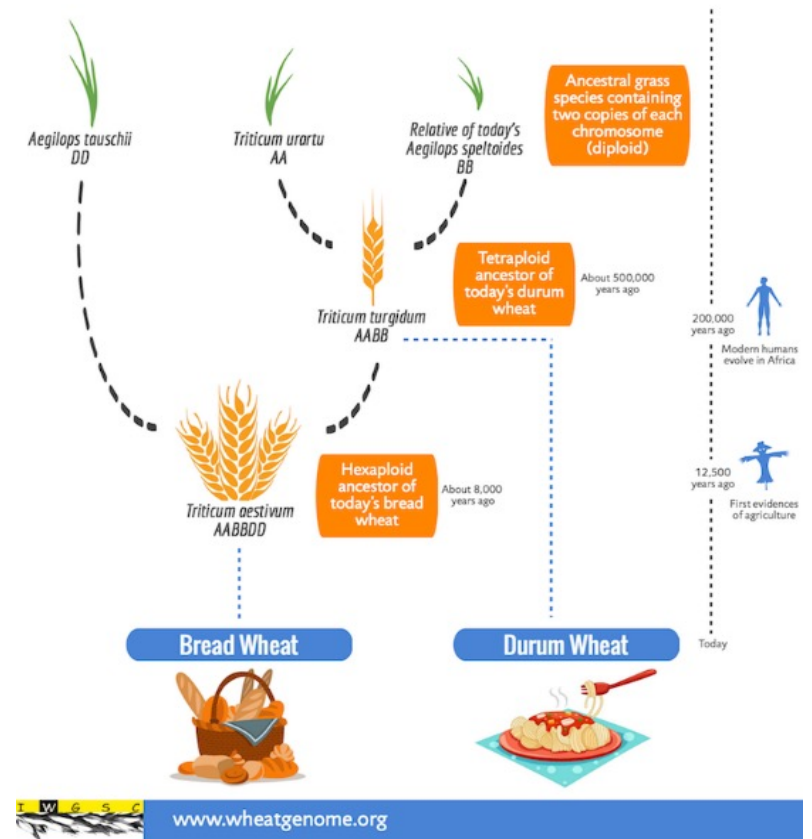 Aegilops tauschii
DD
Triticum urartu
AA
Relative of today's
Aegilops speltoides
BB
Ancestral grass
species containing
two copies of each
chromosome
(diploid)
Triticum turgidum
AABB
Tetraploid
ancestor of
today's durum
wheat
About 500,000
years ago
200,000
years ago
Modern humans
evolve in Africa
Triticum aestivum
AABBDD
Hexaploid
ancestor of
today's bread
wheat
About 8,000
years ago
12,500
years ago
First evidences
of agriculture
Bread Wheat
Durum Wheat
Today
I W G S C
www.wheatgenome.org